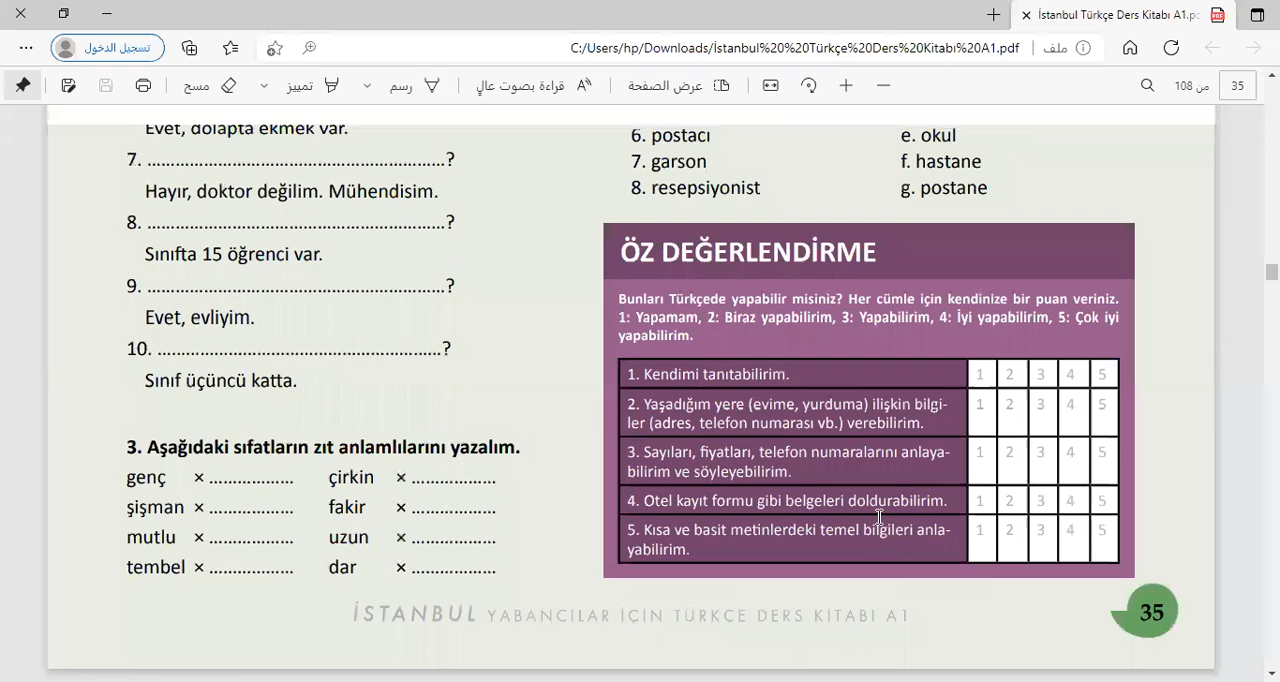 İstanbul Türkçe Ders Kitabı A1.pc
تسجيل الدخول
C:/Users/hp/Downloads/İstanbul%20%20Türkçe%20Ders%20Kitabı%20A1.pdf
ملف
مسح
تمييز
رسم
قراءة بصوت عالٍ
عرض الصفحة
من 108
35
Evet, dolapta ekmek var.
7. ....................................................?
Hayır, doktor değilim. Mühendisim.
8. ....................................................?
Sınıfta 15 öğrenci var.
9. ....................................................?
Evet, evliyim.
10. .................................................?
Sınıf üçüncü katta.
3. Aşağıdaki sıfatların zıt anlamlılarını yazalım.
genç × ................. çirkin × .................
şişman × ................. fakir × .................
mutlu × ................. uzun × .................
tembel × ................. dar × .................
6. postacı e. okul
7. garson f. hastane
8. resepsiyonist g. postane
ÖZ DEĞERLENDİRME
Bunları Türkçede yapabilir misiniz? Her cümle için kendinize bir puan veriniz.
1: Yapamam, 2: Biraz yapabilirim, 3: Yapabilirim, 4: İyi yapabilirim, 5: Çok iyi
yapabilirim.
1. Kendimi tanıtabilirim. 1 2 3 4 5
2. Yaşadığım yere (evime, yurduma) ilişkin bilgi- 1 2 3 4 5
ler (adres, telefon numarası vb.) verebilirim.
3. Sayıları, fiyatları, telefon numaralarını anlaya- 1 2 3 4 5
bilirim ve söyleyebilirim.
4. Otel kayıt formu gibi belgeleri doldurabilirim. 1 2 3 4 5
5. Kısa ve basit metinlerdeki temel bilgileri anla- 1 2 3 4 5
yabilirim.
İSTANBUL YABANCILAR İÇİN TÜRKÇE DERS KİTABI A1
35